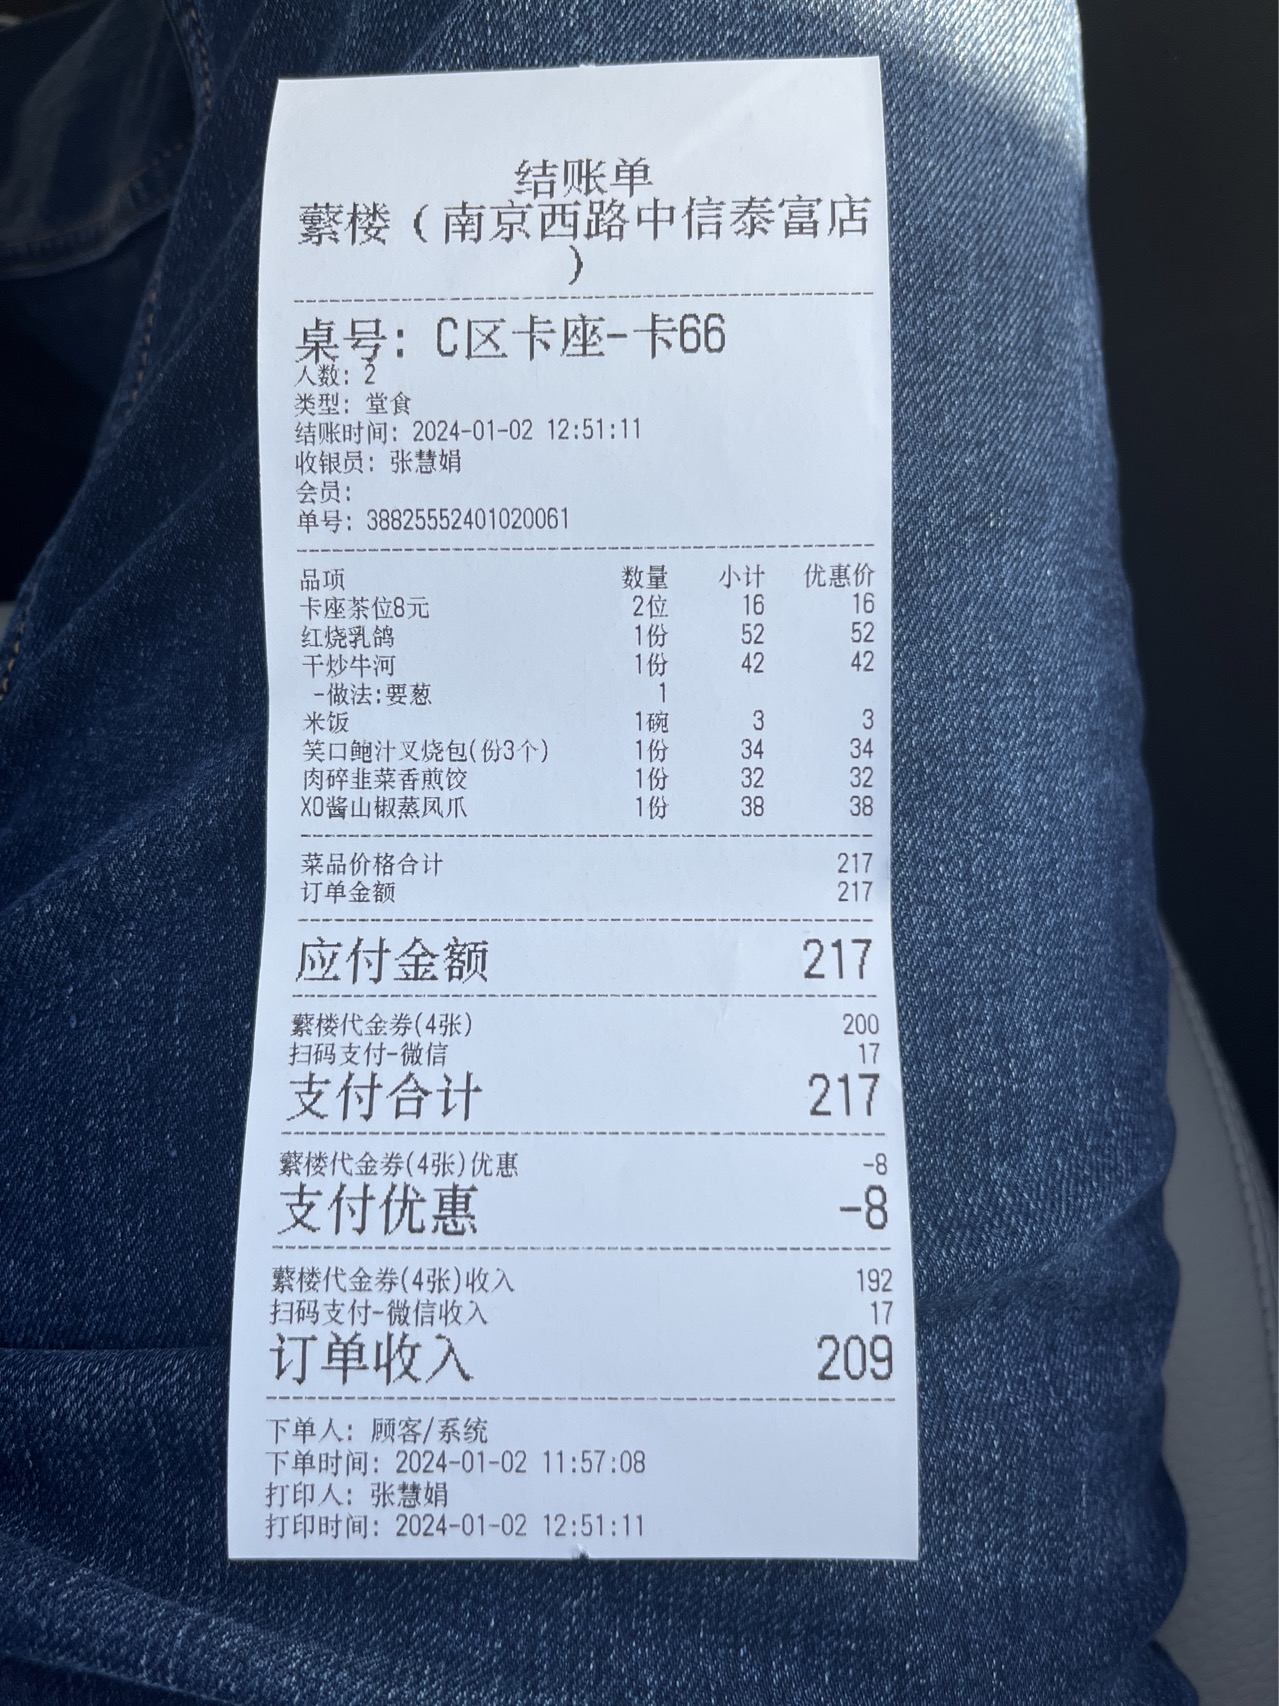 结账单
蘩楼（南京西路中信泰富店
）
桌号：C区卡座-卡66
人数：2
类型：堂食
结账时间：2024-01-02 12:51:11
收银员：张慧娟
会员：
单号：38825552401020061
品项 数量 小计 优惠价
卡座茶位8元 2位 16 16
红烧乳鸽 1份 52 52
干炒牛河 1份 42 42
-做法:要葱 1
米饭 1碗 3 3
笑口鲍汁叉烧包(份3个) 1份 34 34
肉碎韭菜香煎饺 1份 32 32
XO酱山椒蒸凤爪 1份 38 38
菜品价格合计 217
订单金额 217
应付金额 217
蘩楼代金券(4张) 200
扫码支付-微信 17
支付合计 217
蘩楼代金券(4张)优惠 -8
支付优惠 -8
蘩楼代金券(4张)收入 192
扫码支付-微信收入 17
订单收入 209
下单人：顾客/系统
下单时间：2024-01-02 11:57:08
打印人：张慧娟
打印时间：2024-01-02 12:51:11